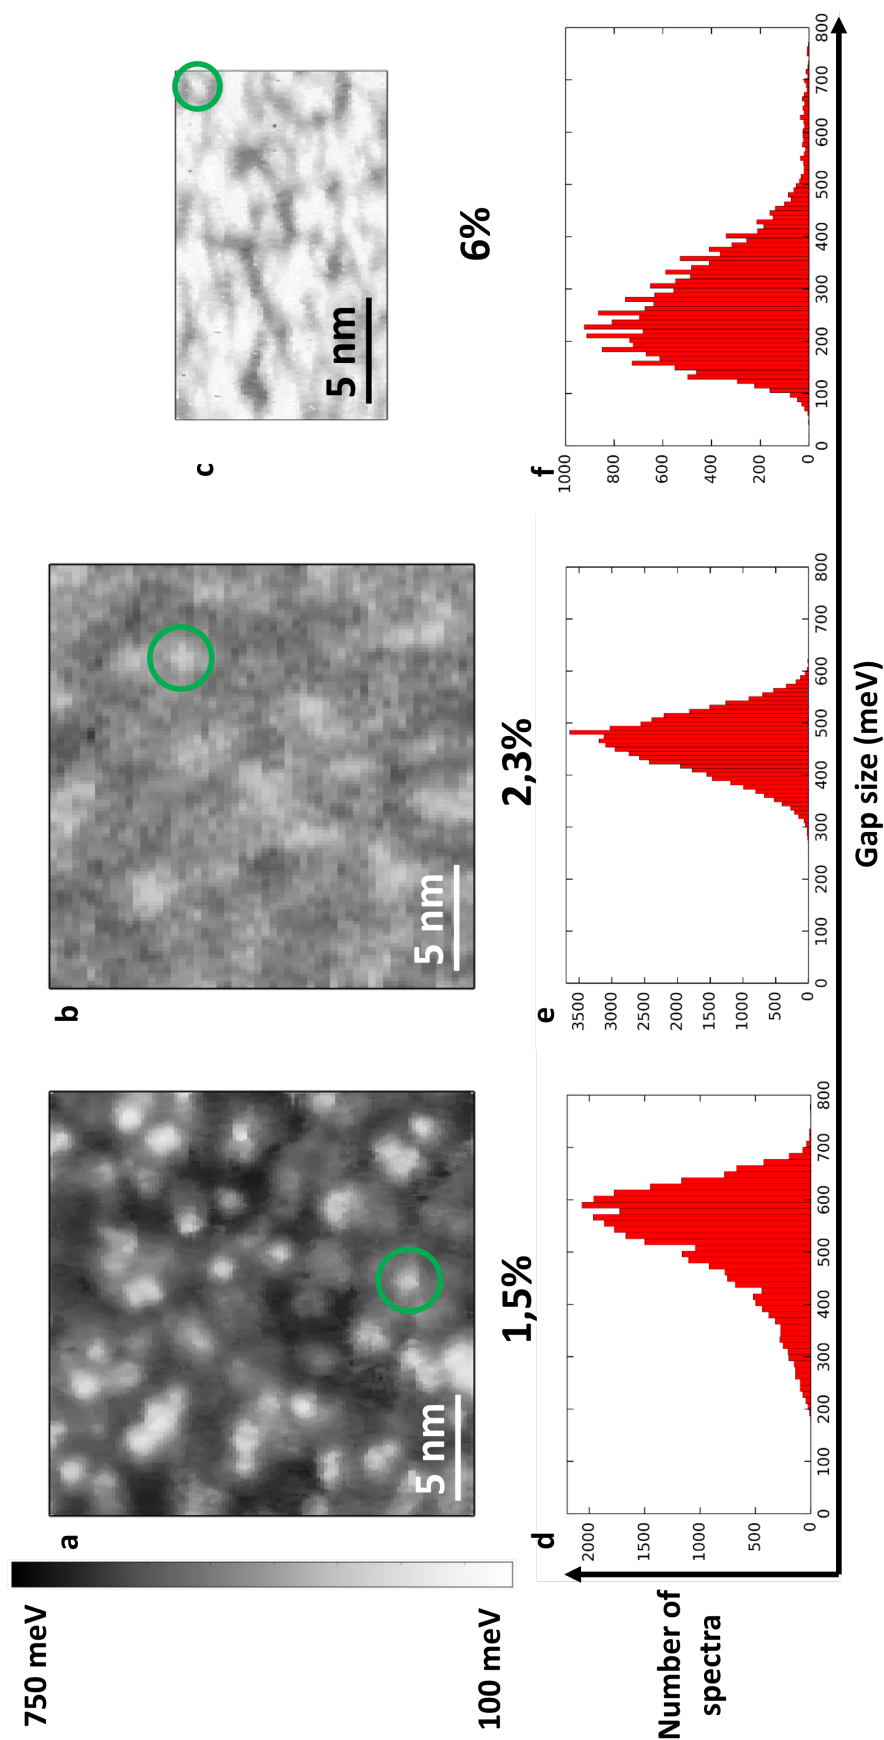 750 meV
100 meV
a
5 nm
b
5 nm
c
5 nm
1,5%
2,3%
6%
d
2000
1500
1000
500
0
0 100 200 300 400 500 600 700 800
e
3500
3000
2500
2000
1500
1000
500
0
0 100 200 300 400 500 600 700 800
f
1000
800
600
400
200
0
0 100 200 300 400 500 600 700 800
Number of
spectra
Gap size (meV)